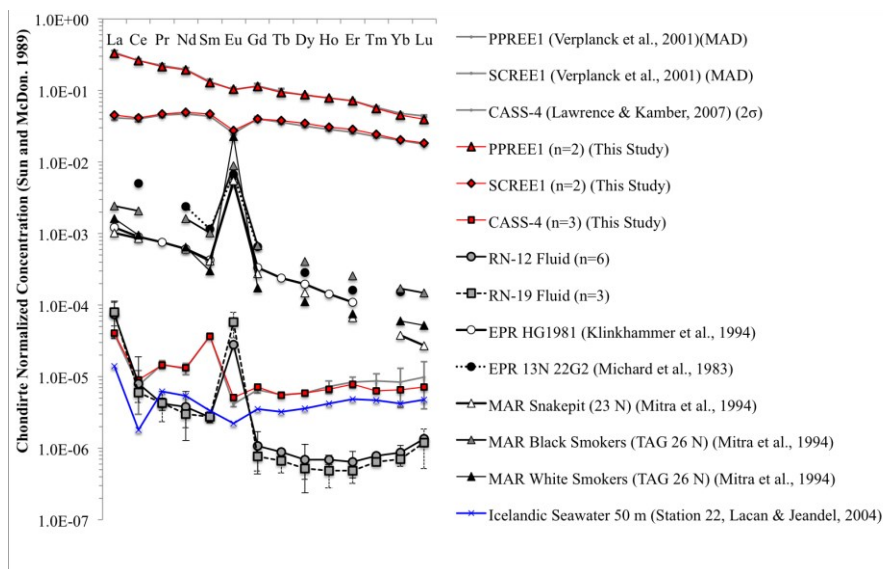 Chondirte Normalized Concentration (Sun and McDon. 1989)
1.0E+00
1.0E-01
1.0E-02
1.0E-03
1.0E-04
1.0E-05
1.0E-06
1.0E-07
La Ce Pr Nd Sm Eu Gd Tb Dy Ho Er Tm Yb Lu
PPREE1 (Verplanck et al., 2001)(MAD)
SCREE1 (Verplanck et al., 2001) (MAD)
CASS-4 (Lawrence & Kamber, 2007) (2σ)
PPREE1 (n=2) (This Study)
SCREE1 (n=2) (This Study)
CASS-4 (n=3) (This Study)
RN-12 Fluid (n=6)
RN-19 Fluid (n=3)
EPR HG1981 (Klinkhammer et al., 1994)
EPR 13N 22G2 (Michard et al., 1983)
MAR Snakepit (23 N) (Mitra et al., 1994)
MAR Black Smokers (TAG 26 N) (Mitra et al., 1994)
MAR White Smokers (TAG 26 N) (Mitra et al., 1994)
Icelandic Seawater 50 m (Station 22, Lacan & Jeandel, 2004)